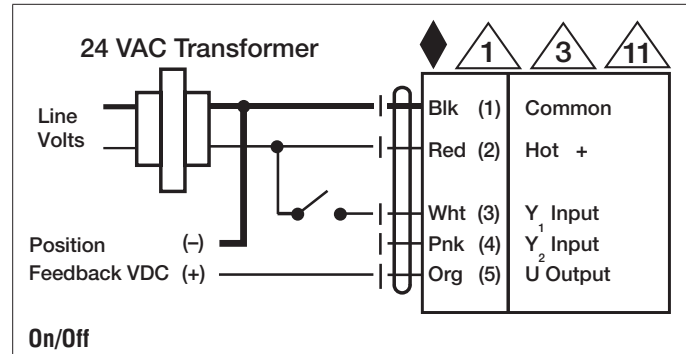 24 VAC Transformer
1 3 11
Line
Volts
Blk (1) Common
Red (2) Hot +
Wht (3) Y1 Input
Pnk (4) Y2 Input
Org (5) U Output
Position (–)
Feedback VDC (+)
On/Off